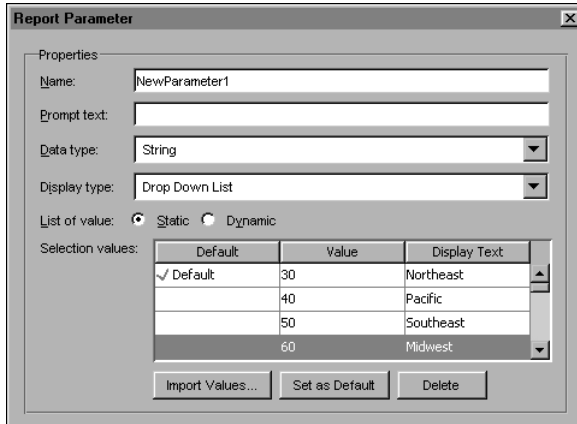 Report Parameter
Properties
Name: NewParameter1
Prompt text:
Data type: String
Display type: Drop Down List
List of value: Static Dynamic
Selection values: Default Value Display Text
Default 30 Northeast
40 Pacific
50 Southeast
60 Midwest
Import Values... Set as Default Delete